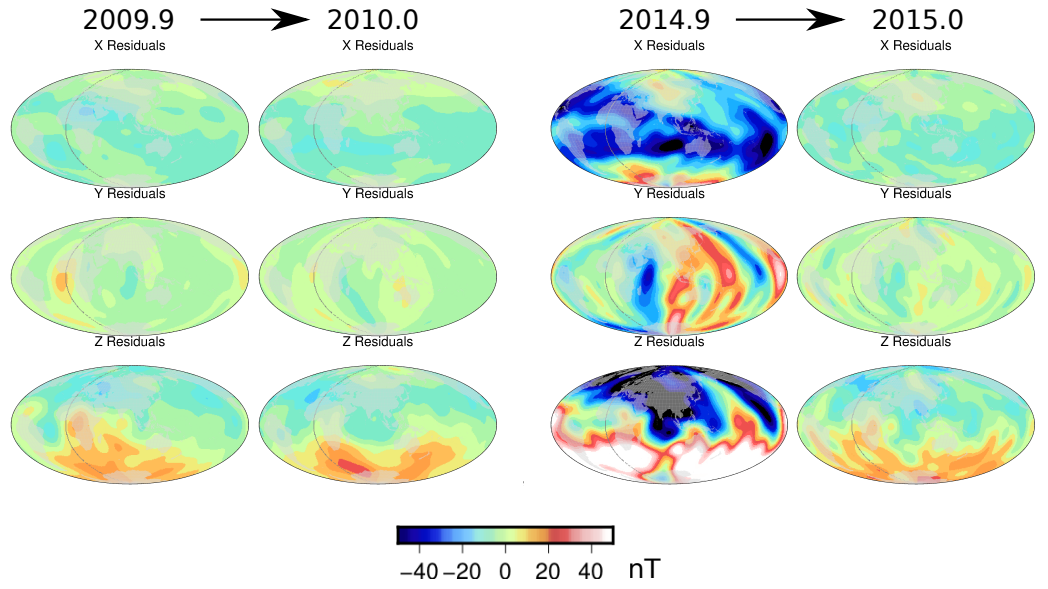 2009.9 2010.0 2014.9 2015.0
X Residuals X Residuals X Residuals X Residuals
Y Residuals Y Residuals Y Residuals Y Residuals
Z Residuals Z Residuals Z Residuals Z Residuals
−40 −20 0 20 40 nT